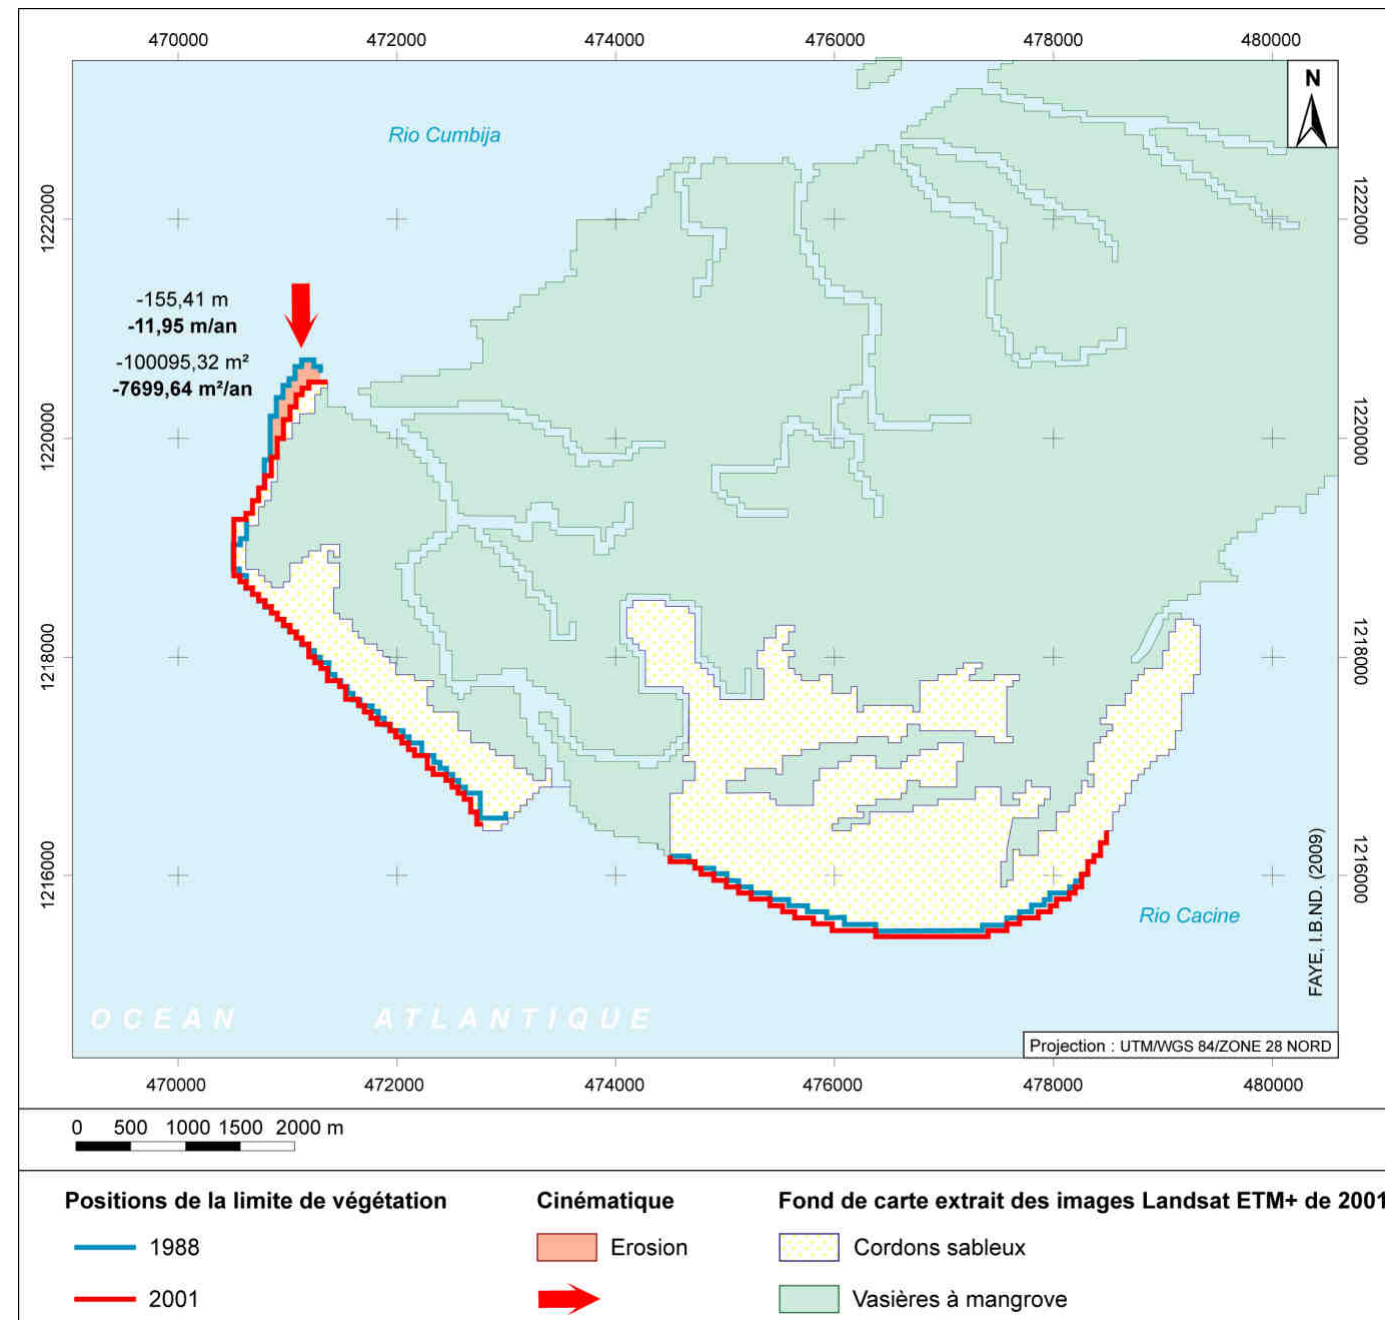 470000 472000 474000 476000 478000 480000
N
Rio Cumbija
1222000
1222000
-155,41 m
-11,95 m/an
-100095,32 m²
-7699,64 m²/an
1220000
1220000
1218000
1218000
1216000
1216000
Rio Cacine
FAYE, I.B.ND. (2009)
OCEAN ATLANTIQUE
Projection : UTM/WGS 84/ZONE 28 NORD
470000 472000 474000 476000 478000 480000
0 500 1000 1500 2000 m
Positions de la limite de végétation
1988
2001
Cinématique
Erosion
Fond de carte extrait des images Landsat ETM+ de 2001
Cordons sableux
Vasières à mangrove